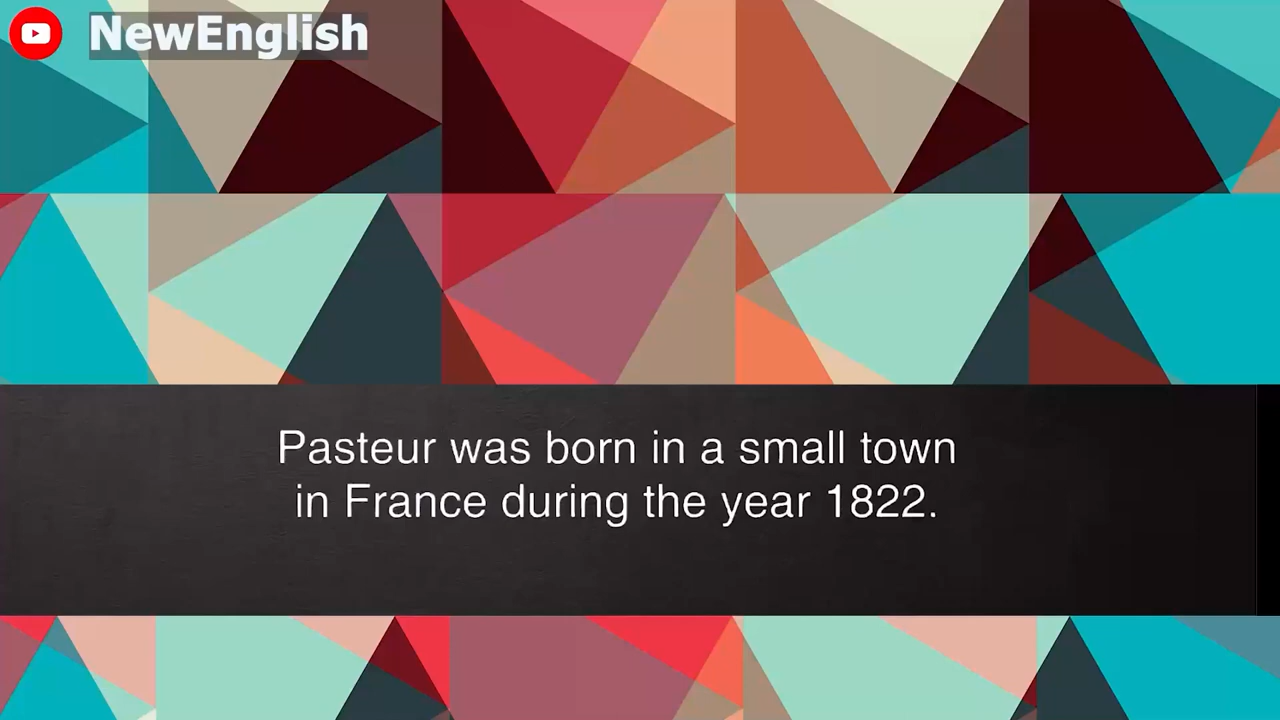 NewEnglish
Pasteur was born in a small town
in France during the year 1822.